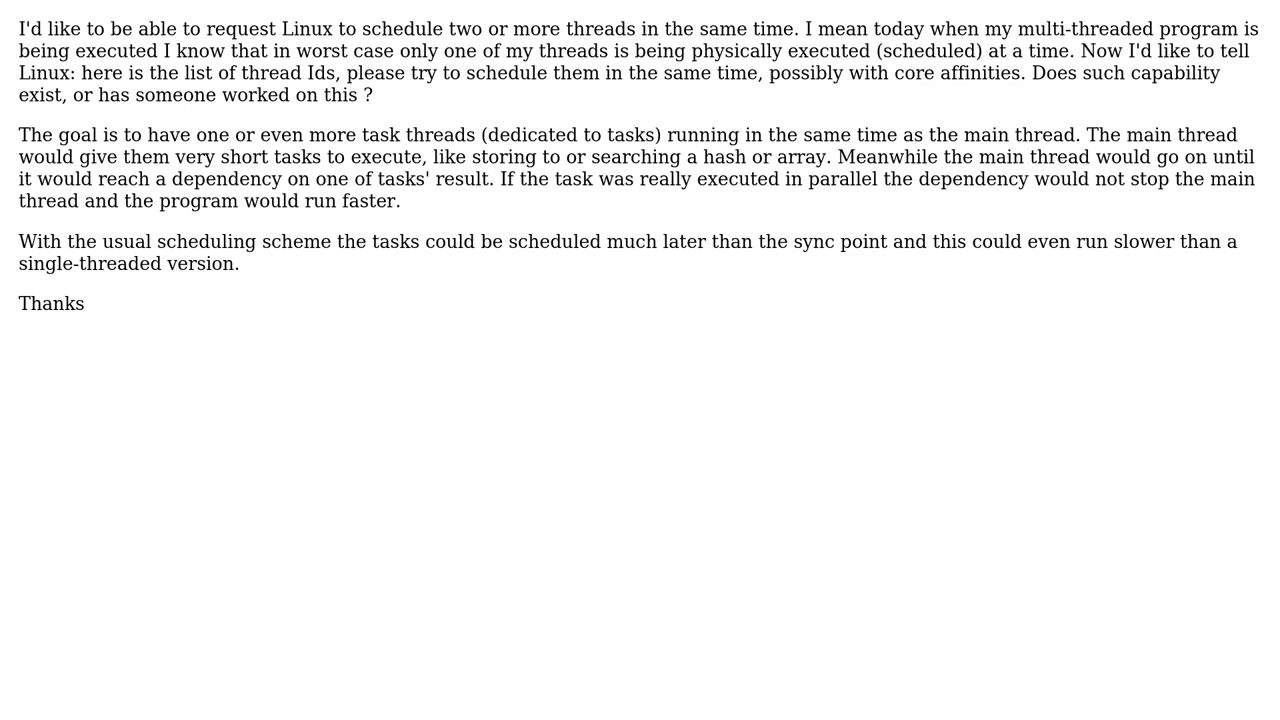 I'd like to be able to request Linux to schedule two or more threads in the same time. I mean today when my multi-threaded program is
being executed I know that in worst case only one of my threads is being physically executed (scheduled) at a time. Now I'd like to tell
Linux: here is the list of thread Ids, please try to schedule them in the same time, possibly with core affinities. Does such capability
exist, or has someone worked on this ?
The goal is to have one or even more task threads (dedicated to tasks) running in the same time as the main thread. The main thread
would give them very short tasks to execute, like storing to or searching a hash or array. Meanwhile the main thread would go on until
it would reach a dependency on one of tasks' result. If the task was really executed in parallel the dependency would not stop the main
thread and the program would run faster.
With the usual scheduling scheme the tasks could be scheduled much later than the sync point and this could even run slower than a
single-threaded version.
Thanks